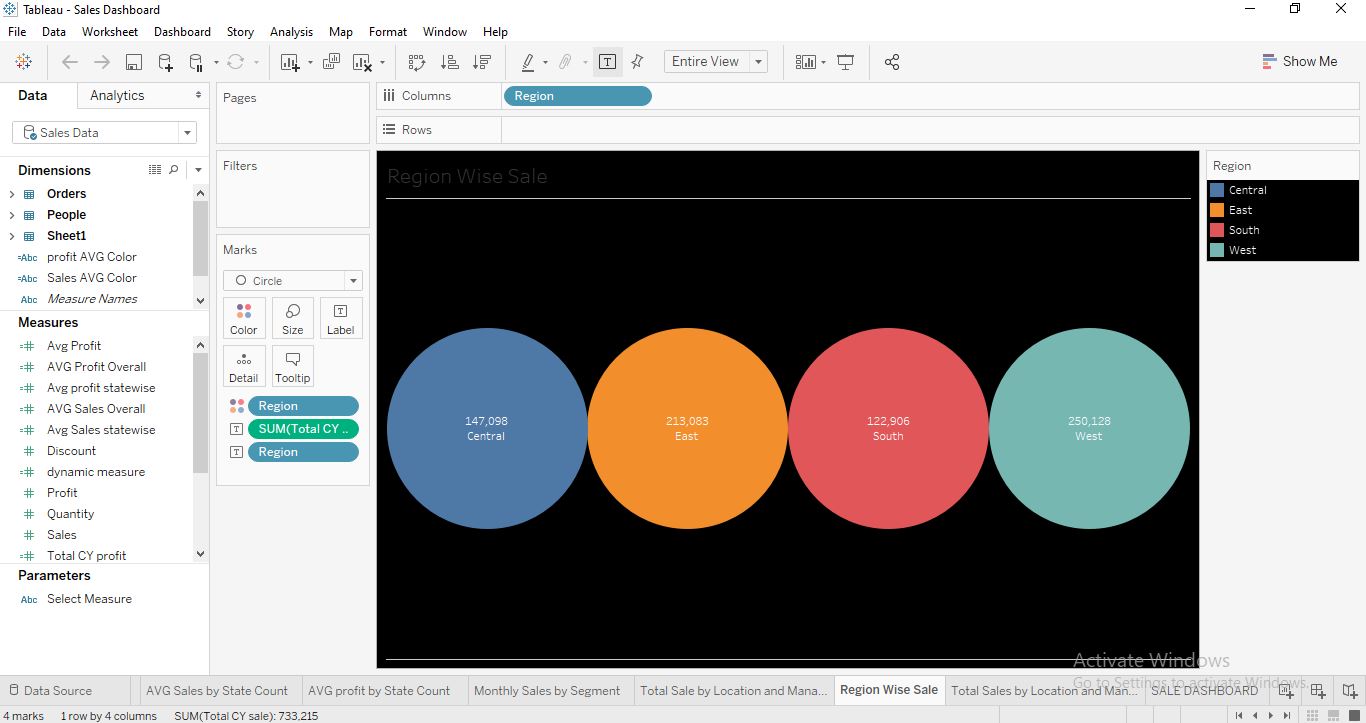 Tableau - Sales Dashboard
File Data Worksheet Dashboard Story Analysis Map Format Window Help
Entire View
Show Me
Data Analytics
Sales Data
Dimensions
Orders
People
Sheet1
=Abc profit AVG Color
=Abc Sales AVG Color
Abc Measure Names
Measures
Avg Profit
AVG Profit Overall
Avg profit statewise
AVG Sales Overall
Avg Sales statewise
Discount
dynamic measure
Profit
Quantity
Sales
Total CY profit
Parameters
Abc Select Measure
Pages
Filters
Marks
Circle
Color Size Label
Detail Tooltip
Region
SUM(Total CY ..
Region
Columns Region
Rows
Region Wise Sale
147,098
Central
213,083
East
122,906
South
250,128
West
Region
Central
East
South
West
Activate Windows
Go to Settings to activate Windows.
Data Source AVG Sales by State Count AVG profit by State Count Monthly Sales by Segment Total Sale by Location and Mana... Region Wise Sale Total Sales by Location and Man... SALE DASHBOARD
4 marks 1 row by 4 columns SUM(Total CY sale): 733,215